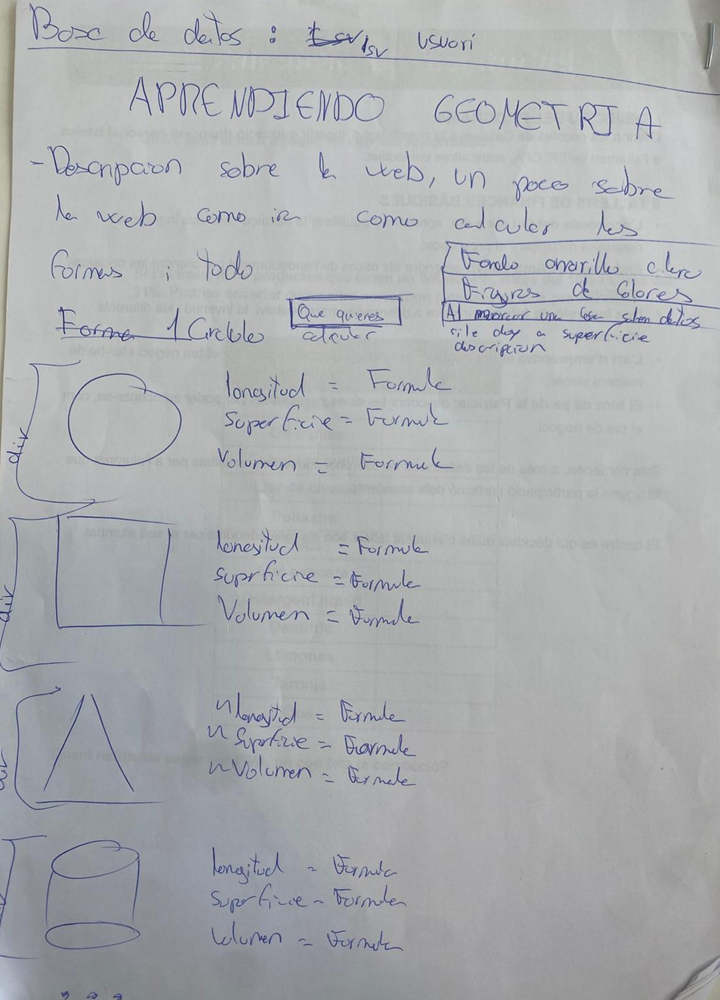 Base de datos : usuari
APRENDIENDO GEOMETRIA
- Descripcion sobre la web, un poco sobre
la web como ira como calcular las
formas i todo
Fondo amarillo claro
Figuras de Colores
Forma 1 Circulo
Que quieres
calcular
Al marcar una salen datos
si le doy a superficie
descripcion
div
longitud = Formula
superficie = Formula
Volumen = Formula
div
longitud = Formula
superficie = Formula
Volumen = Formula
div
longitud = Formula
Superficie = Formula
Volumen = Formula
longitud = Formula
superficie = Formula
Volumen = Formula